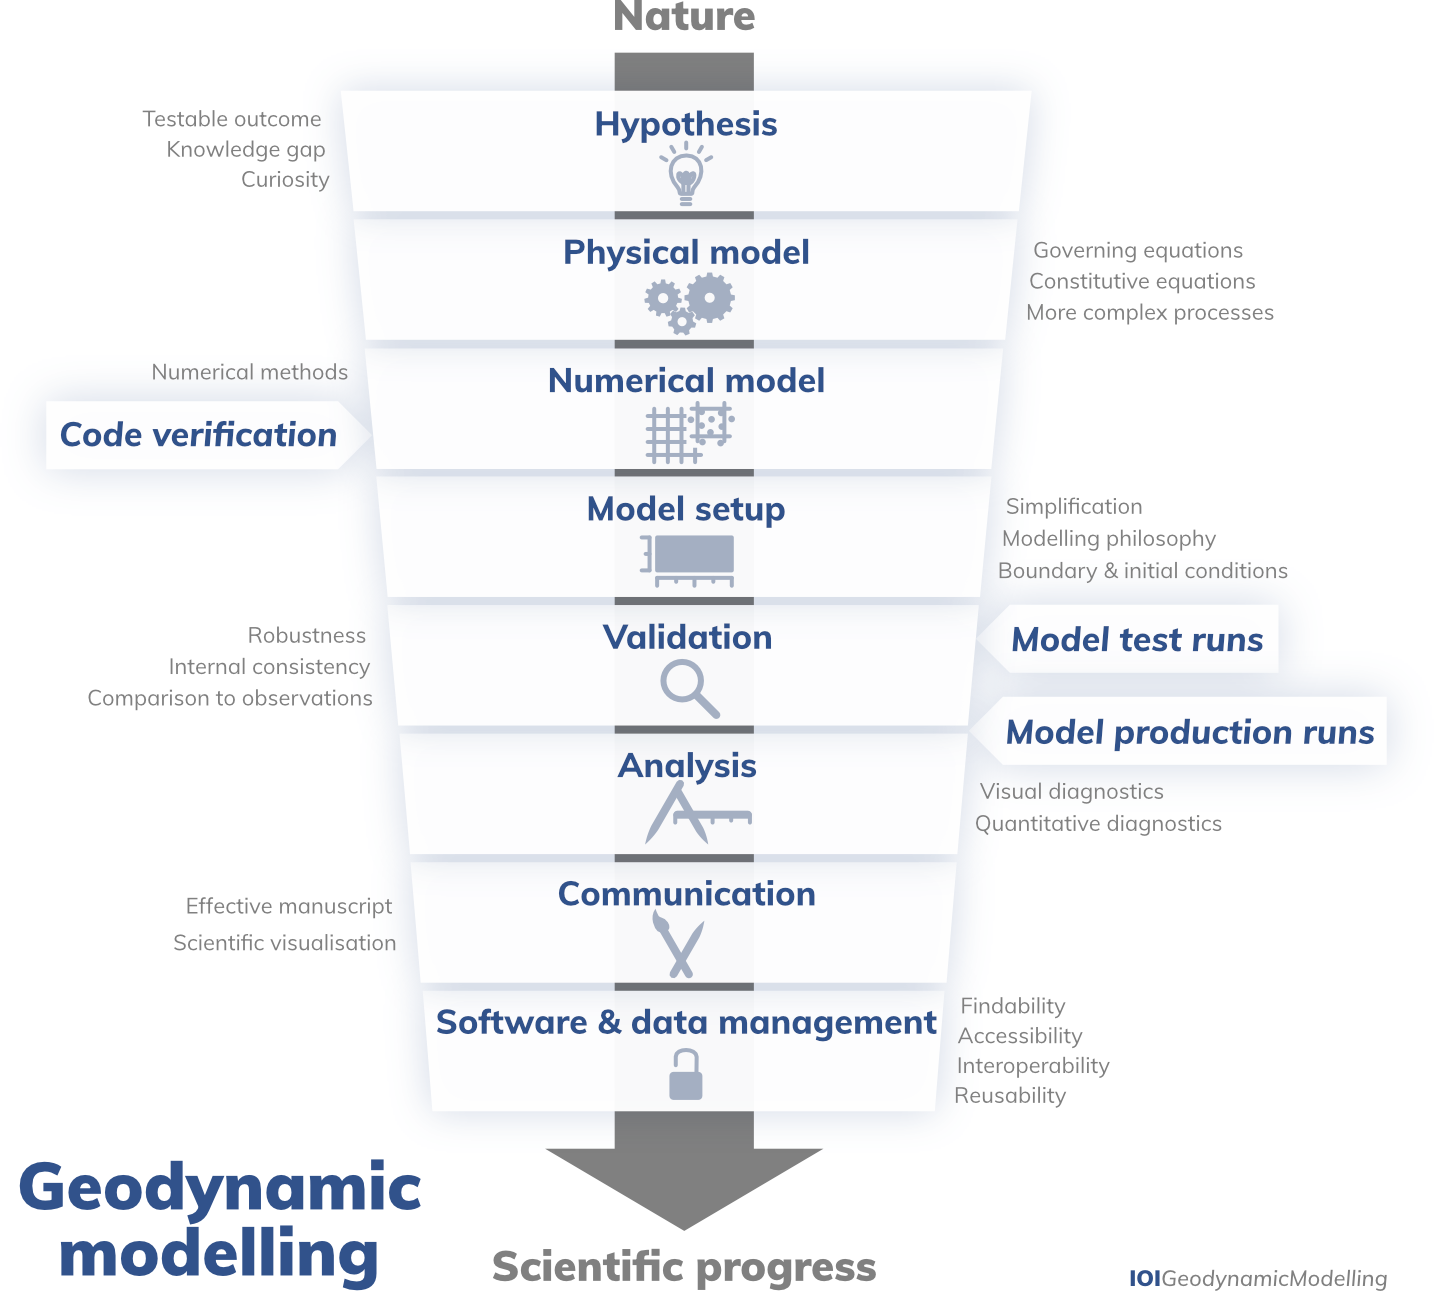 Nature
Hypothesis
Testable outcome
Knowledge gap
Curiosity
Physical model
Governing equations
Constitutive equations
More complex processes
Numerical model
Numerical methods
Code verification
Model setup
Simplification
Modelling philosophy
Boundary & initial conditions
Validation
Robustness
Internal consistency
Comparison to observations
Model test runs
Model production runs
Analysis
Visual diagnostics
Quantitative diagnostics
Communication
Effective manuscript
Scientific visualisation
Software & data management
Findability
Accessibility
Interoperability
Reusability
Geodynamic
modelling
Scientific progress
IOIGeodynamicModelling